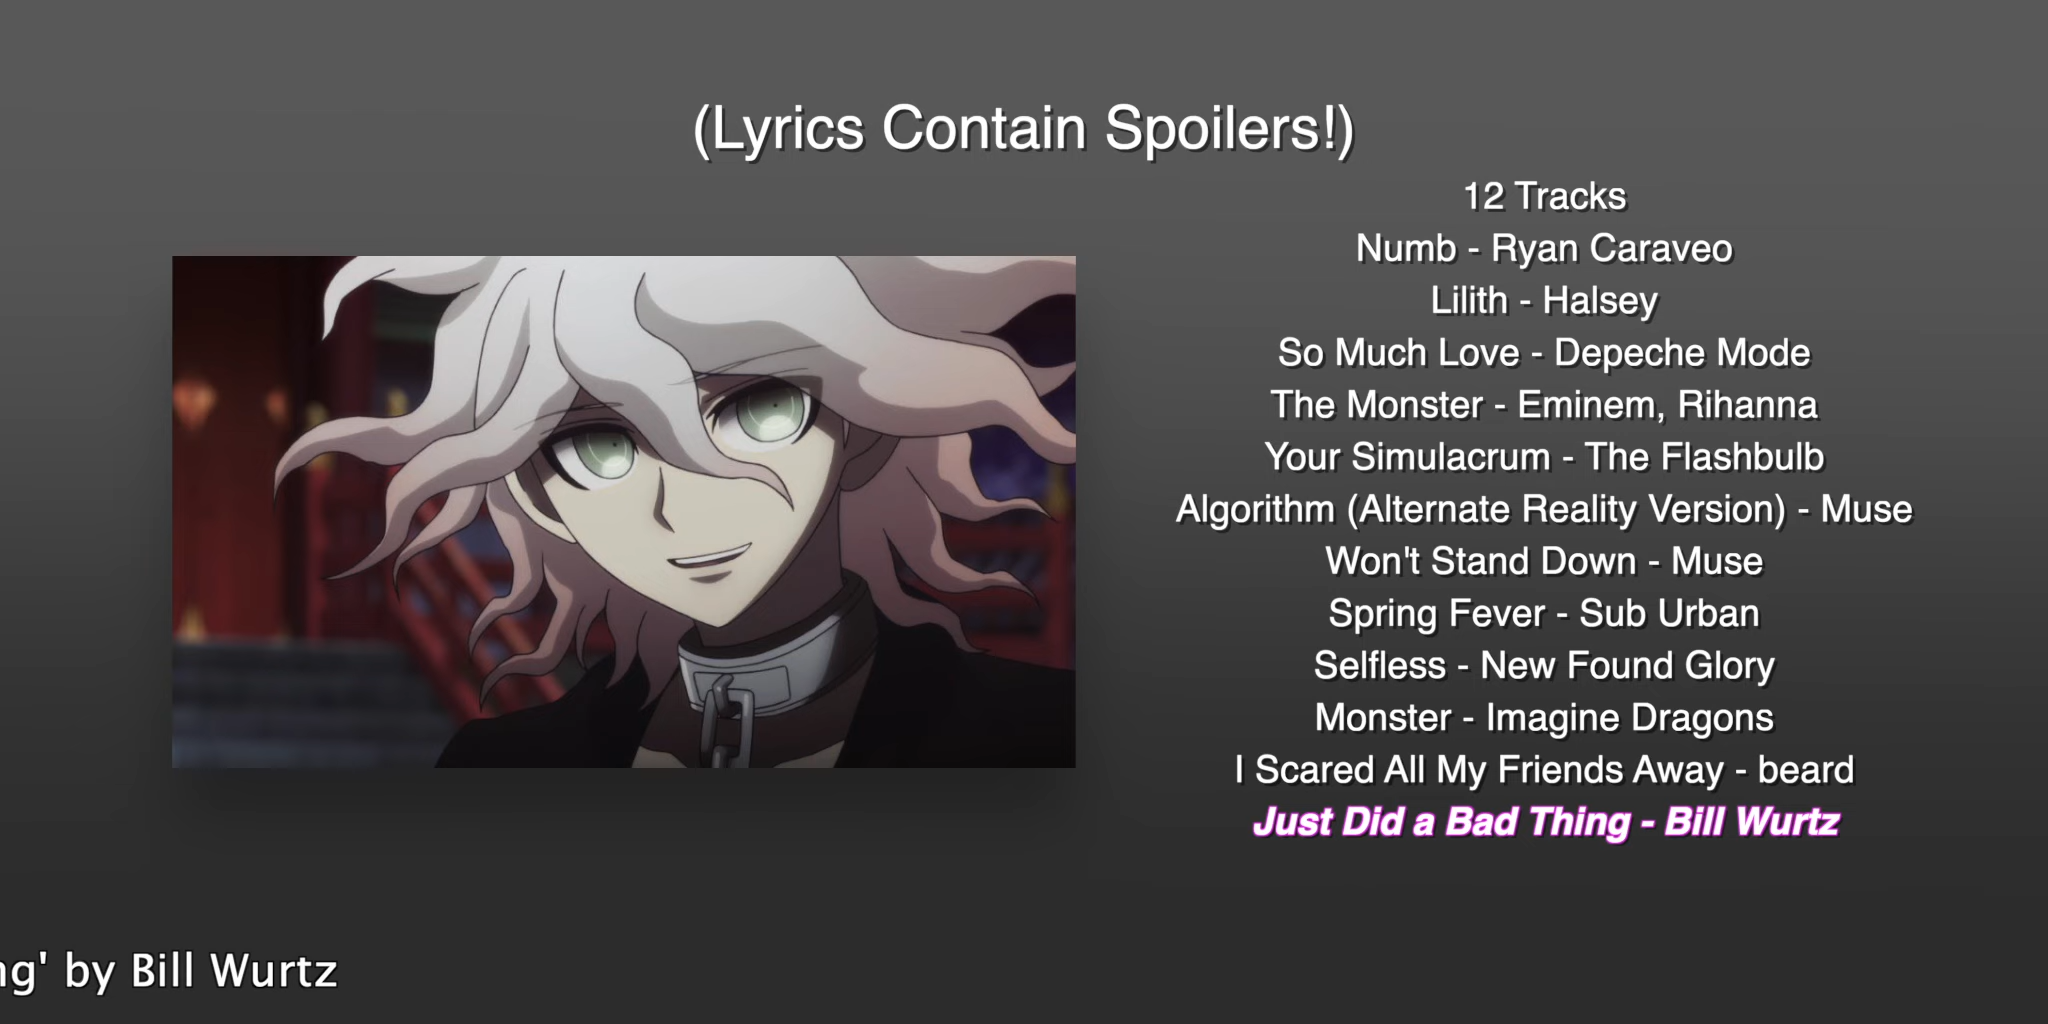 (Lyrics Contain Spoilers!)
12 Tracks
Numb - Ryan Caraveo
Lilith - Halsey
So Much Love - Depeche Mode
The Monster - Eminem, Rihanna
Your Simulacrum - The Flashbulb
Algorithm (Alternate Reality Version) - Muse
Won't Stand Down - Muse
Spring Fever - Sub Urban
Selfless - New Found Glory
Monster - Imagine Dragons
I Scared All My Friends Away - beard
Just Did a Bad Thing - Bill Wurtz
ng' by Bill Wurtz